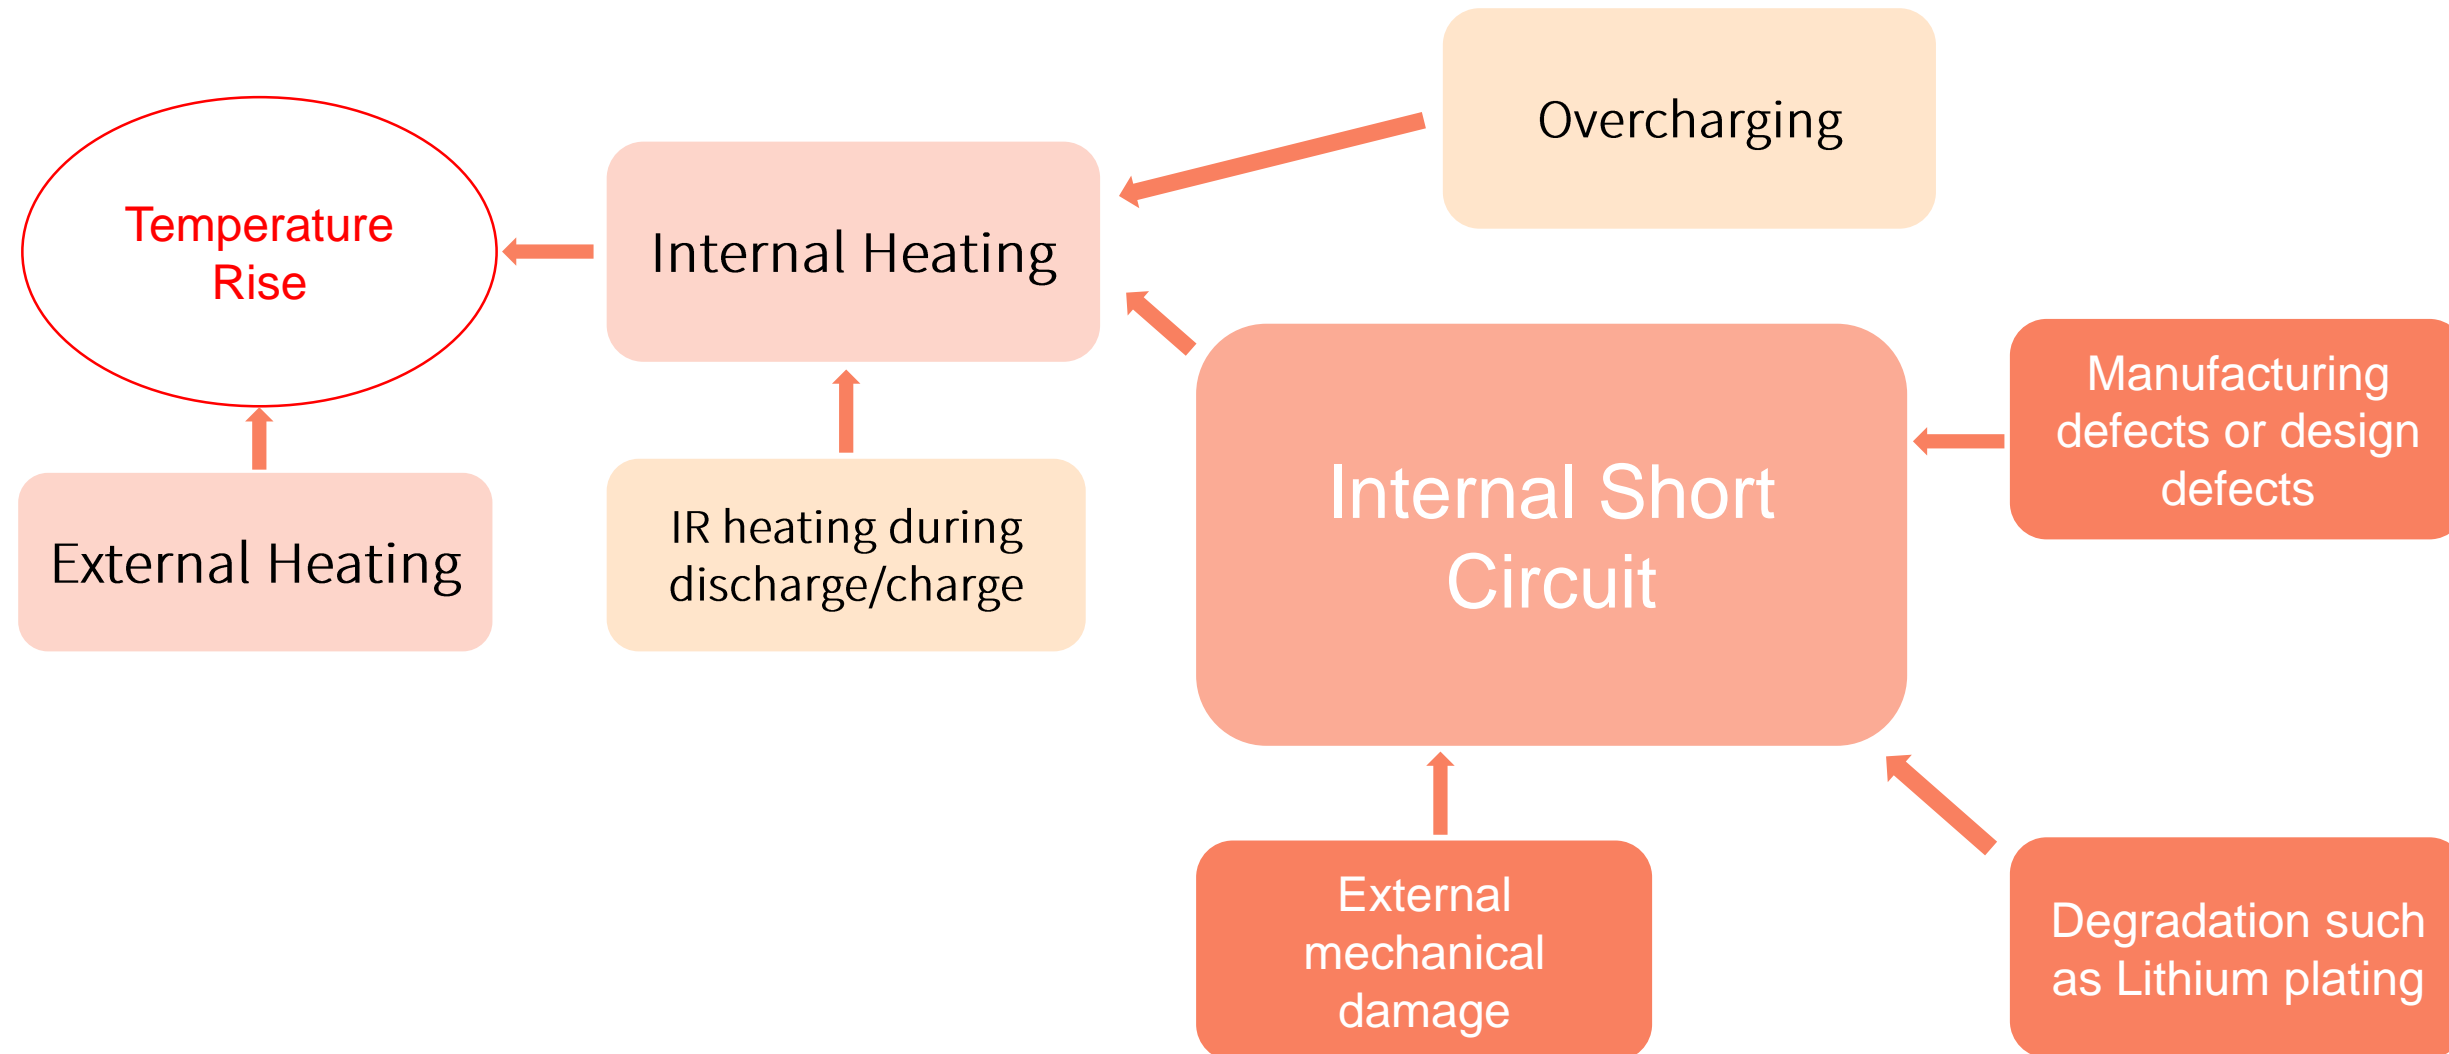 Overcharging
Temperature
Rise
Internal Heating
Manufacturing
defects or design
defects
Internal Short
Circuit
External Heating
IR heating during
discharge/charge
External
mechanical
damage
Degradation such
as Lithium plating